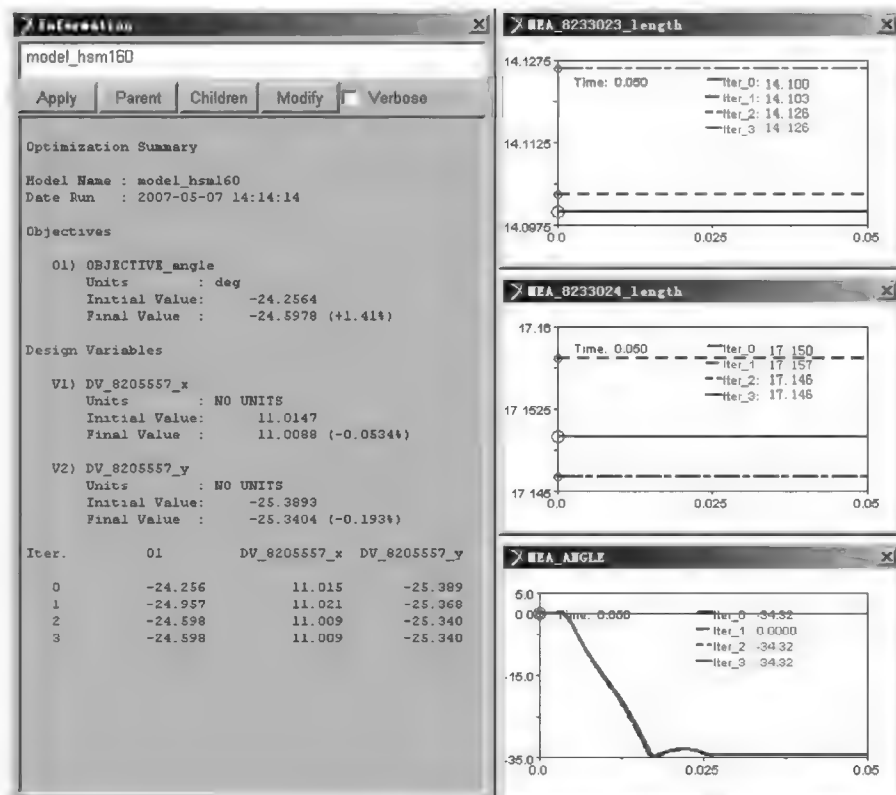 Information
model_hsm160
Apply Parent Children Modify Verbose
Optimization Summary
Model Name : model_hsm160
Date Run : 2007-05-07 14:14:14
Objectives
O1) OBJECTIVE_angle
Units : deg
Initial Value: -24.2564
Final Value : -24.5978 (+1.41%)
Design Variables
V1) DV_8205557_x
Units : NO UNITS
Initial Value: 11.0147
Final Value : 11.0088 (-0.0534%)
V2) DV_8205557_y
Units : NO UNITS
Initial Value: -25.3893
Final Value : -25.3404 (-0.193%)
Iter. O1 DV_8205557_x DV_8205557_y
0 -24.256 11.015 -25.389
1 -24.957 11.021 -25.368
2 -24.598 11.009 -25.340
3 -24.598 11.009 -25.340
MEA_8233023_length
14.1275
Time: 0.050
Iter_0: 14.100
Iter_1: 14.103
Iter_2: 14.126
Iter_3: 14 126
14.1125
14.0975
0.0 0.025 0.05
MEA_8233024_length
17.16
Time. 0.050
Iter_0 17 150
Iter_1 17.157
Iter_2: 17.146
Iter_3: 17.146
17 1525
17 145
0.0 0.025 0.05
MEA_ANGLE
5.0
0.0
Time: 0.050
Iter_0 -34.32
Iter_1 0.0000
Iter_2 -34.32
Iter_3 34.32
-15.0
-35.0
0.0 0.025 0.05